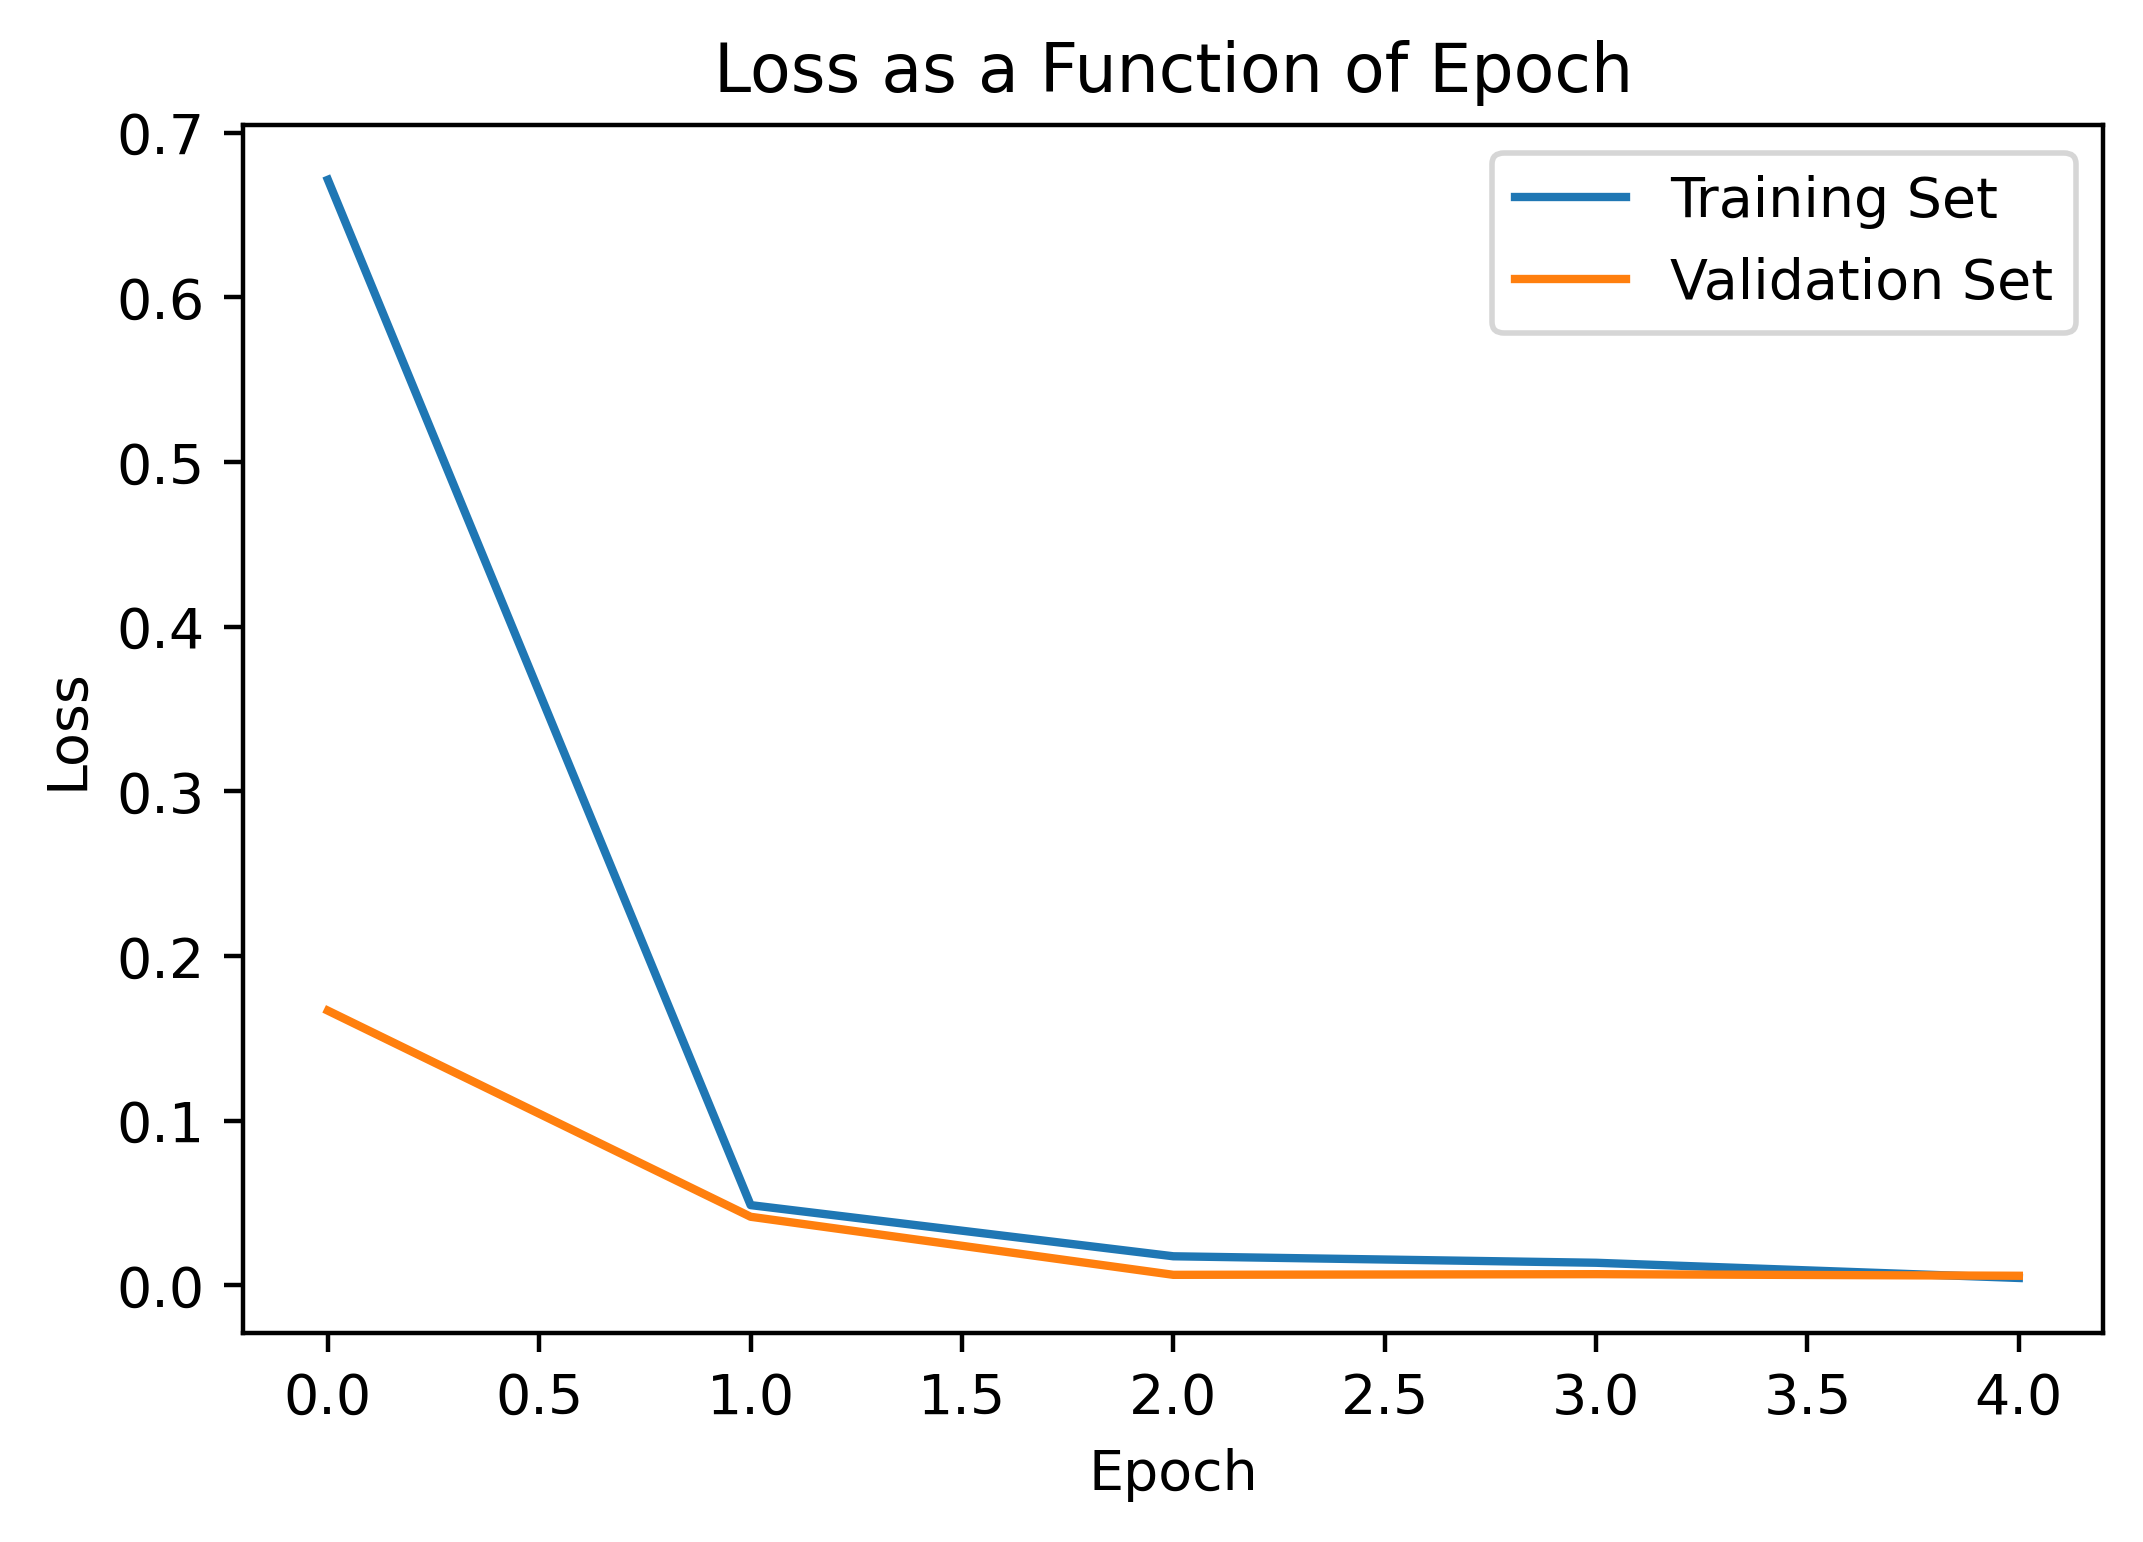 Loss as a Function of Epoch
0.7
0.6
0.5
0.4
0.3
0.2
0.1
0.0
Loss
Training Set
Validation Set
0.0 0.5 1.0 1.5 2.0 2.5 3.0 3.5 4.0
Epoch